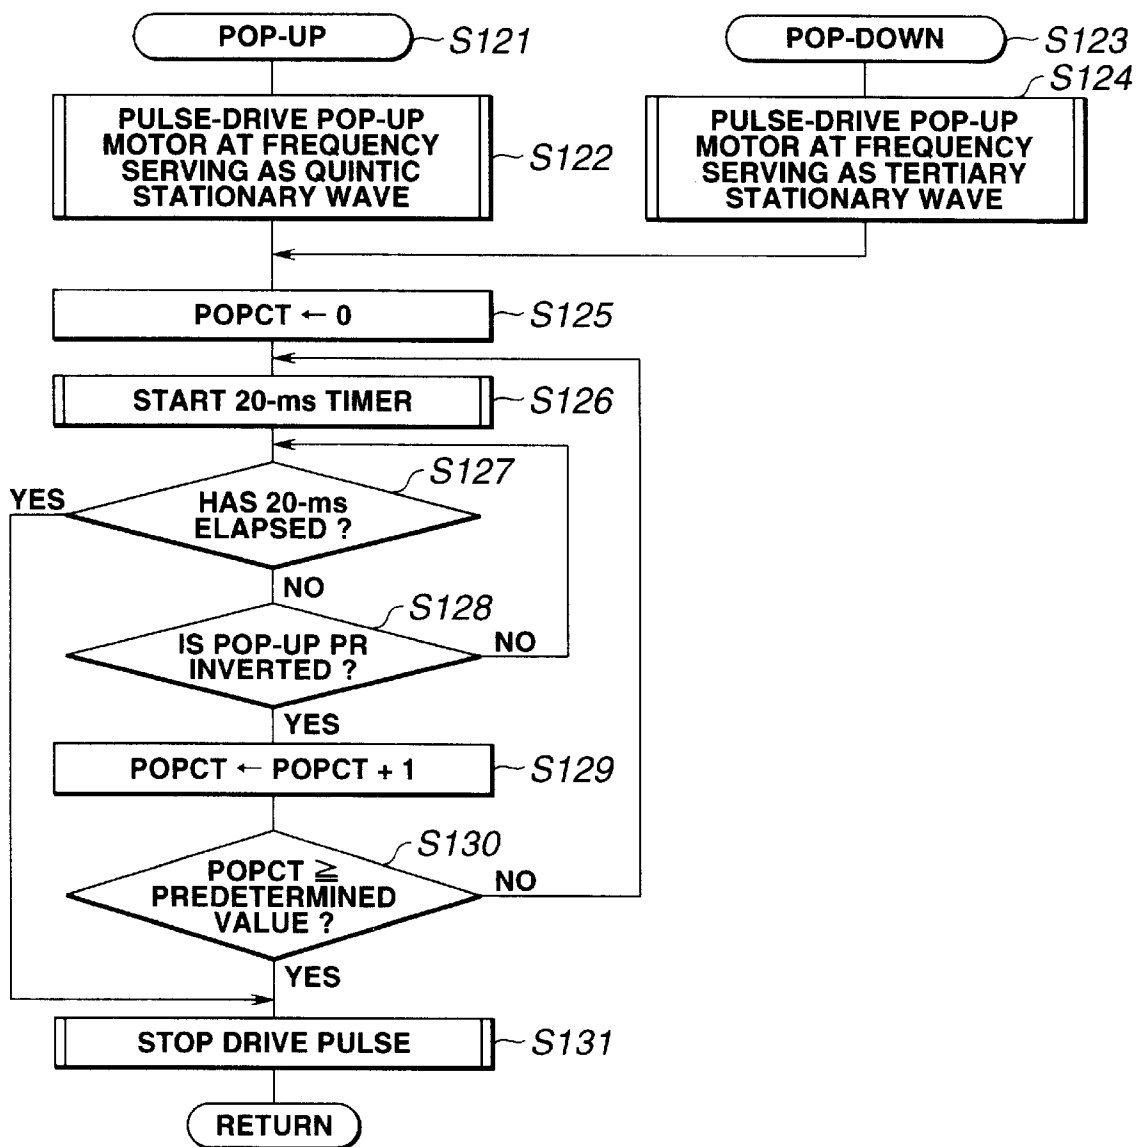 POP-UP
S121
POP-DOWN
S123
PULSE-DRIVE POP-UP
MOTOR AT FREQUENCY
SERVING AS QUINTIC
STATIONARY WAVE
S122
S124
PULSE-DRIVE POP-UP
MOTOR AT FREQUENCY
SERVING AS TERTIARY
STATIONARY WAVE
POPCT ← 0
S125
START 20-ms TIMER
S126
S127
YES
HAS 20-ms
ELAPSED ?
NO
S128
IS POP-UP PR
INVERTED ?
NO
YES
POPCT ← POPCT + 1
S129
S130
POPCT ≧
PREDETERMINED
VALUE ?
NO
YES
STOP DRIVE PULSE
S131
RETURN